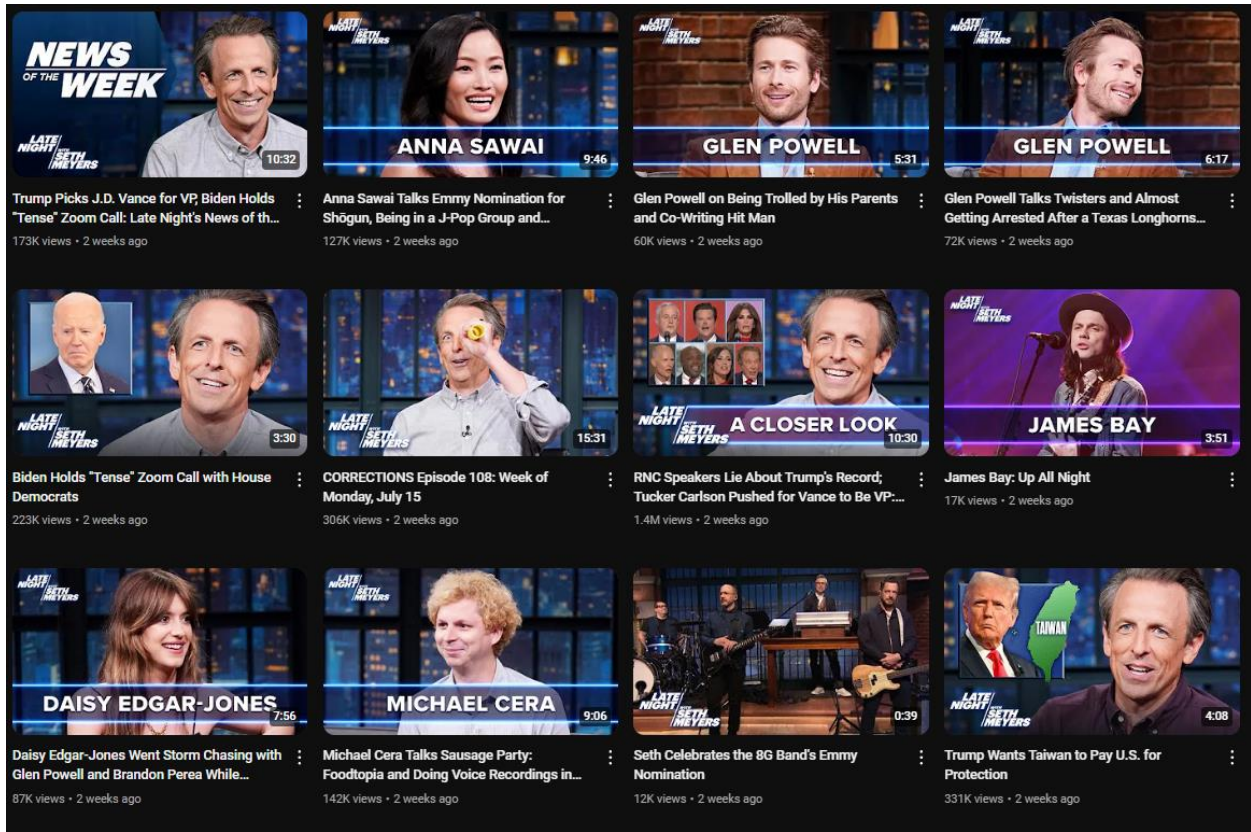 NEWS
OF THE
WEEK
LATE
NIGHT
WITH
SETH
MEYERS
10:32
LATE
NIGHT
WITH
SETH
MEYERS
ANNA SAWAI
9:46
LATE
NIGHT
WITH
SETH
MEYERS
GLEN POWELL
5:31
LATE
NIGHT
WITH
SETH
MEYERS
GLEN POWELL
6:17
Trump Picks J.D. Vance for VP, Biden Holds
"Tense" Zoom Call: Late Night's News of th...
173K views • 2 weeks ago
Anna Sawai Talks Emmy Nomination for
Shōgun, Being in a J-Pop Group and...
127K views • 2 weeks ago
Glen Powell on Being Trolled by His Parents
and Co-Writing Hit Man
60K views • 2 weeks ago
Glen Powell Talks Twisters and Almost
Getting Arrested After a Texas Longhorns...
72K views • 2 weeks ago
LATE
NIGHT
WITH
SETH
MEYERS
3:30
LATE
NIGHT
WITH
SETH
MEYERS
15:31
LATE
NIGHT
WITH
SETH
MEYERS
A CLOSER LOOK
10:30
LATE
NIGHT
WITH
SETH
MEYERS
JAMES BAY
3:51
Biden Holds "Tense" Zoom Call with House
Democrats
223K views • 2 weeks ago
CORRECTIONS Episode 108: Week of
Monday, July 15
306K views • 2 weeks ago
RNC Speakers Lie About Trump's Record;
Tucker Carlson Pushed for Vance to Be VP:...
1.4M views • 2 weeks ago
James Bay: Up All Night
17K views • 2 weeks ago
LATE
NIGHT
WITH
SETH
MEYERS
DAISY EDGAR-JONES
7:56
LATE
NIGHT
WITH
SETH
MEYERS
MICHAEL CERA
9:06
LATE
NIGHT
WITH
SETH
MEYERS
0:39
TAIWAN
LATE
NIGHT
WITH
SETH
MEYERS
4:08
Daisy Edgar-Jones Went Storm Chasing with
Glen Powell and Brandon Perea While...
87K views • 2 weeks ago
Michael Cera Talks Sausage Party:
Foodtopia and Doing Voice Recordings in...
142K views • 2 weeks ago
Seth Celebrates the 8G Band's Emmy
Nomination
12K views • 2 weeks ago
Trump Wants Taiwan to Pay U.S. for
Protection
331K views • 2 weeks ago